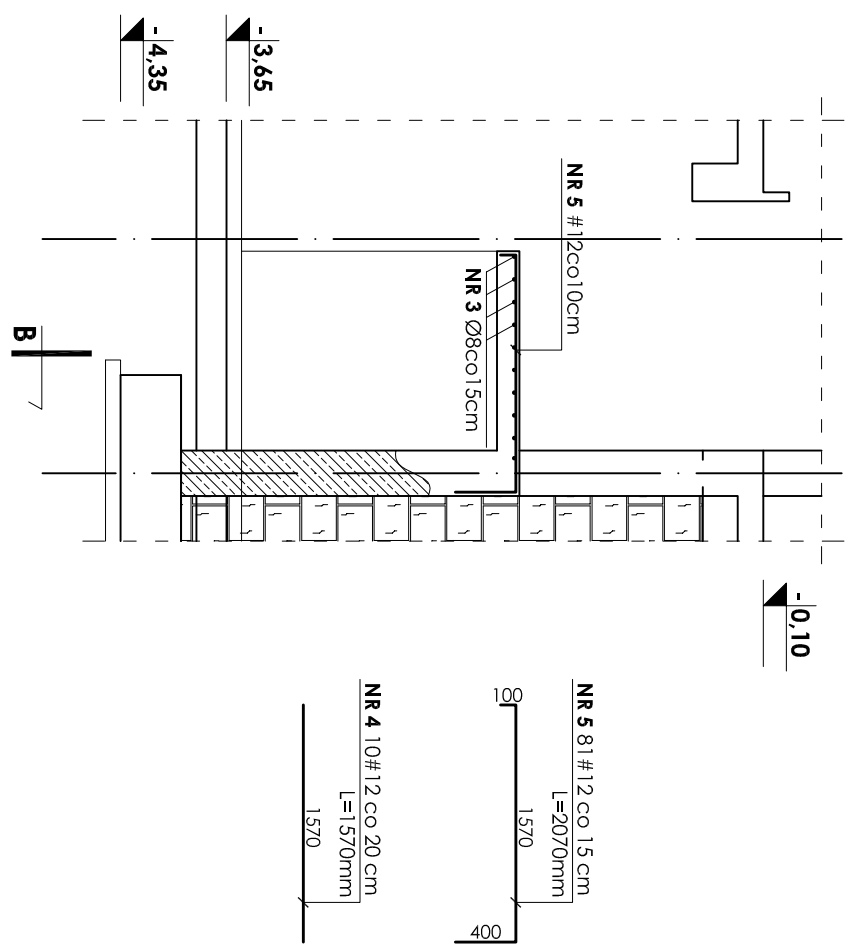 - 4,35
- 3,65
NR 5 #12co10cm
NR 3 Ø8co15cm
B
- 0,10
NR 5 81#12 co 15 cm
L=2070mm
100
1570
400
NR 4 10#12 co 20 cm
L=1570mm
1570